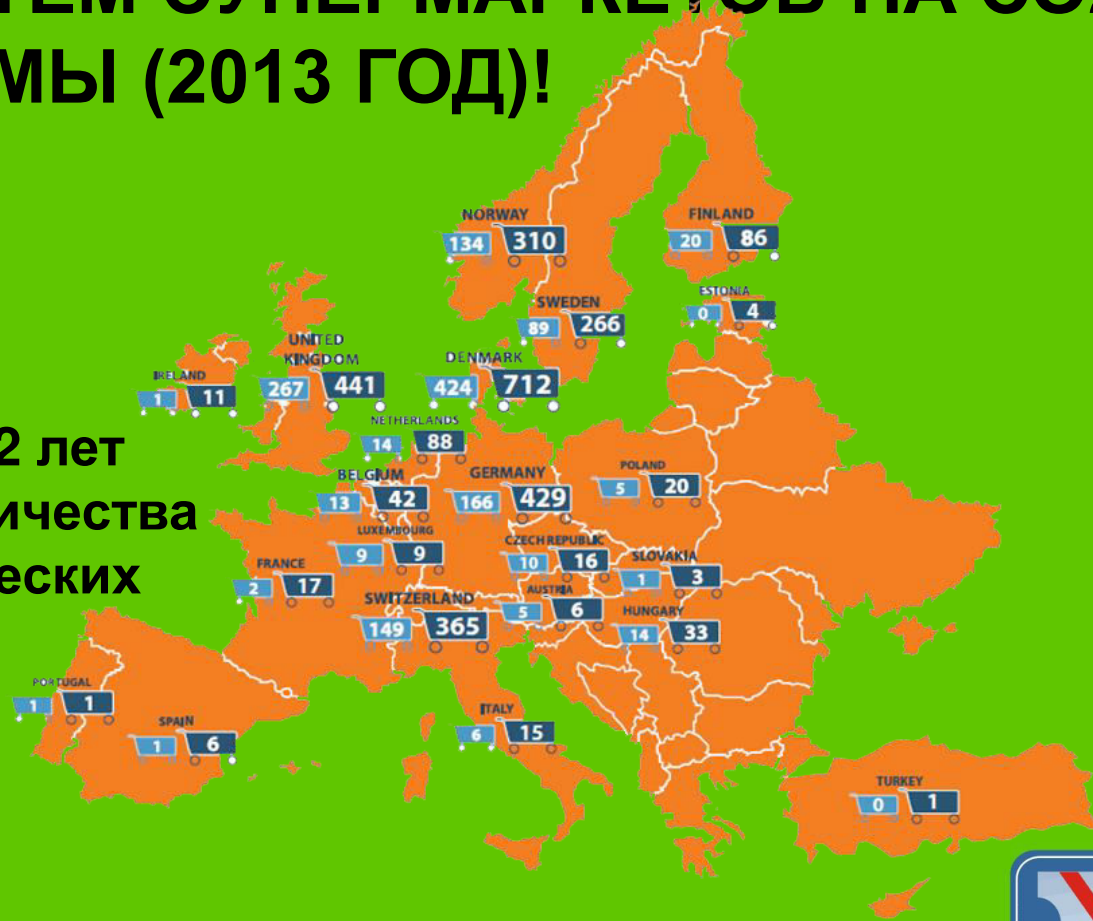 МЫ (2013 ГОД)!
NORWAY
134 310
FINLAND
20 86
ESTONIA
0 4
SWEDEN
89 266
UNITED
KINGDOM
267 441
DENMARK
424 712
IRELAND
1 11
NETHERLANDS
14 88
2 лет
ичества
еских
BELGIUM
13 42
GERMANY
166 429
POLAND
5 20
LUXEMBOURG
9 9
CZECH REPUBLIC
10 16
SLOVAKIA
1 3
FRANCE
2 17
SWITZERLAND
149 365
AUSTRIA
5 6
HUNGARY
14 33
PORTUGAL
1 1
SPAIN
1 6
ITALY
6 15
TURKEY
0 1